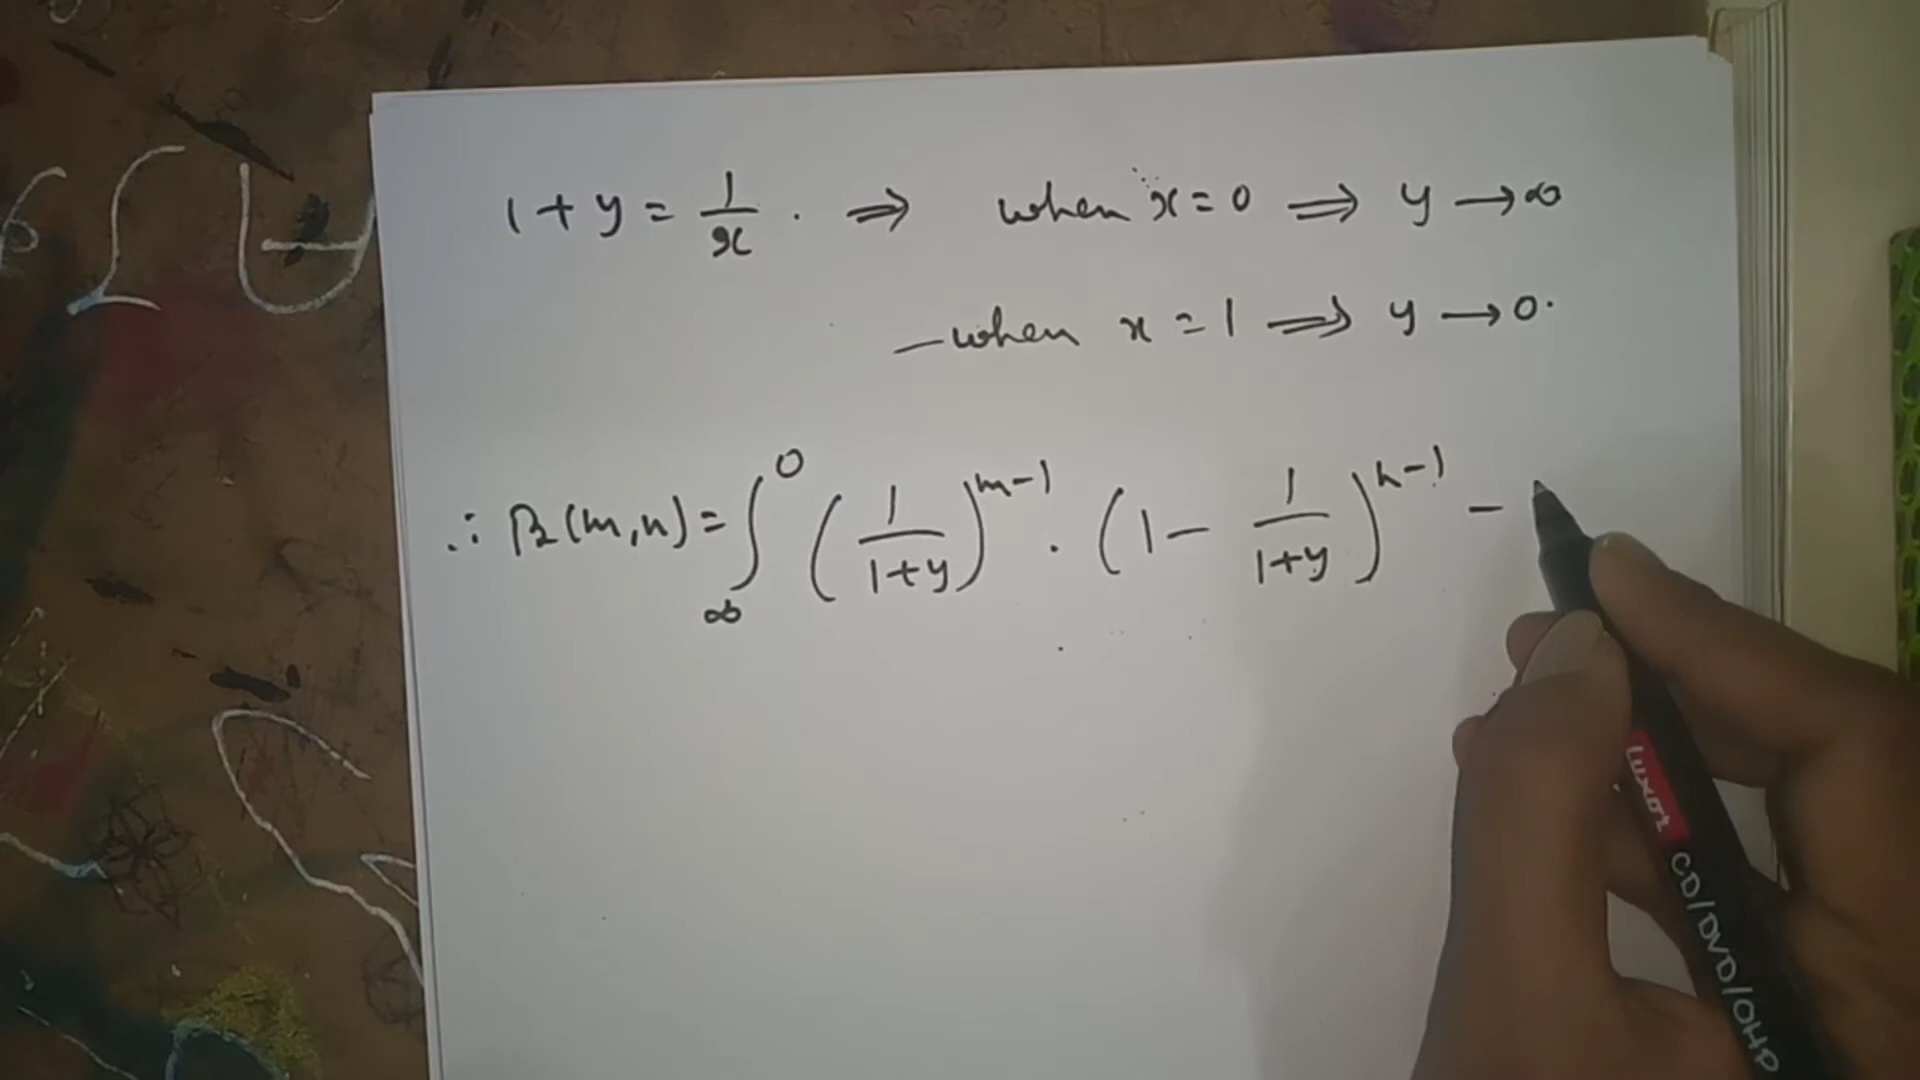 1 + y = 1/x . ⇒ when x = 0 ⇒ y → ∞
when x = 1 ⇒ y → 0.
∴ β(m,n) = ∫_∞^0 (1/(1+y))^{m-1} . (1 - 1/(1+y))^{n-1} -
Luxor CD/DVD/OHP